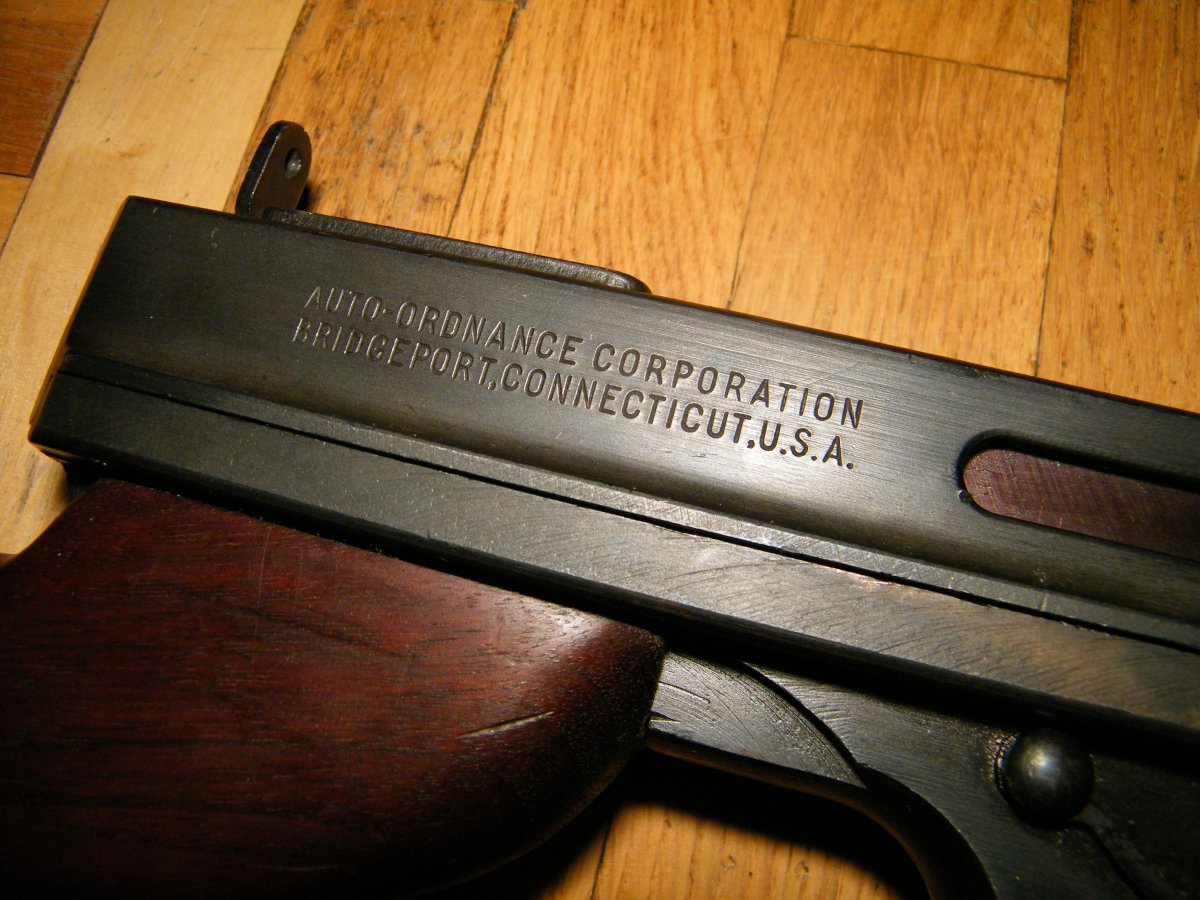 AUTO-ORDNANCE CORPORATION
BRIDGEPORT,CONNECTICUT.U.S.A.